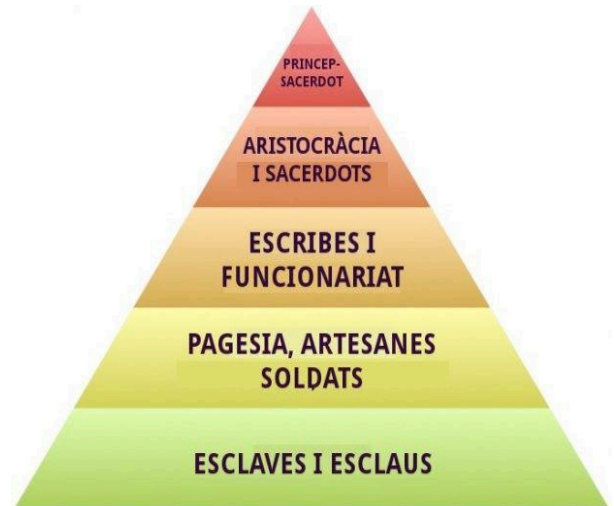 PRINCEP-
SACERDOT
ARISTOCRÀCIA
I SACERDOTS
ESCRIBES I
FUNCIONARIAT
PAGESIA, ARTESANES
SOLDATS
ESCLAVES I ESCLAUS